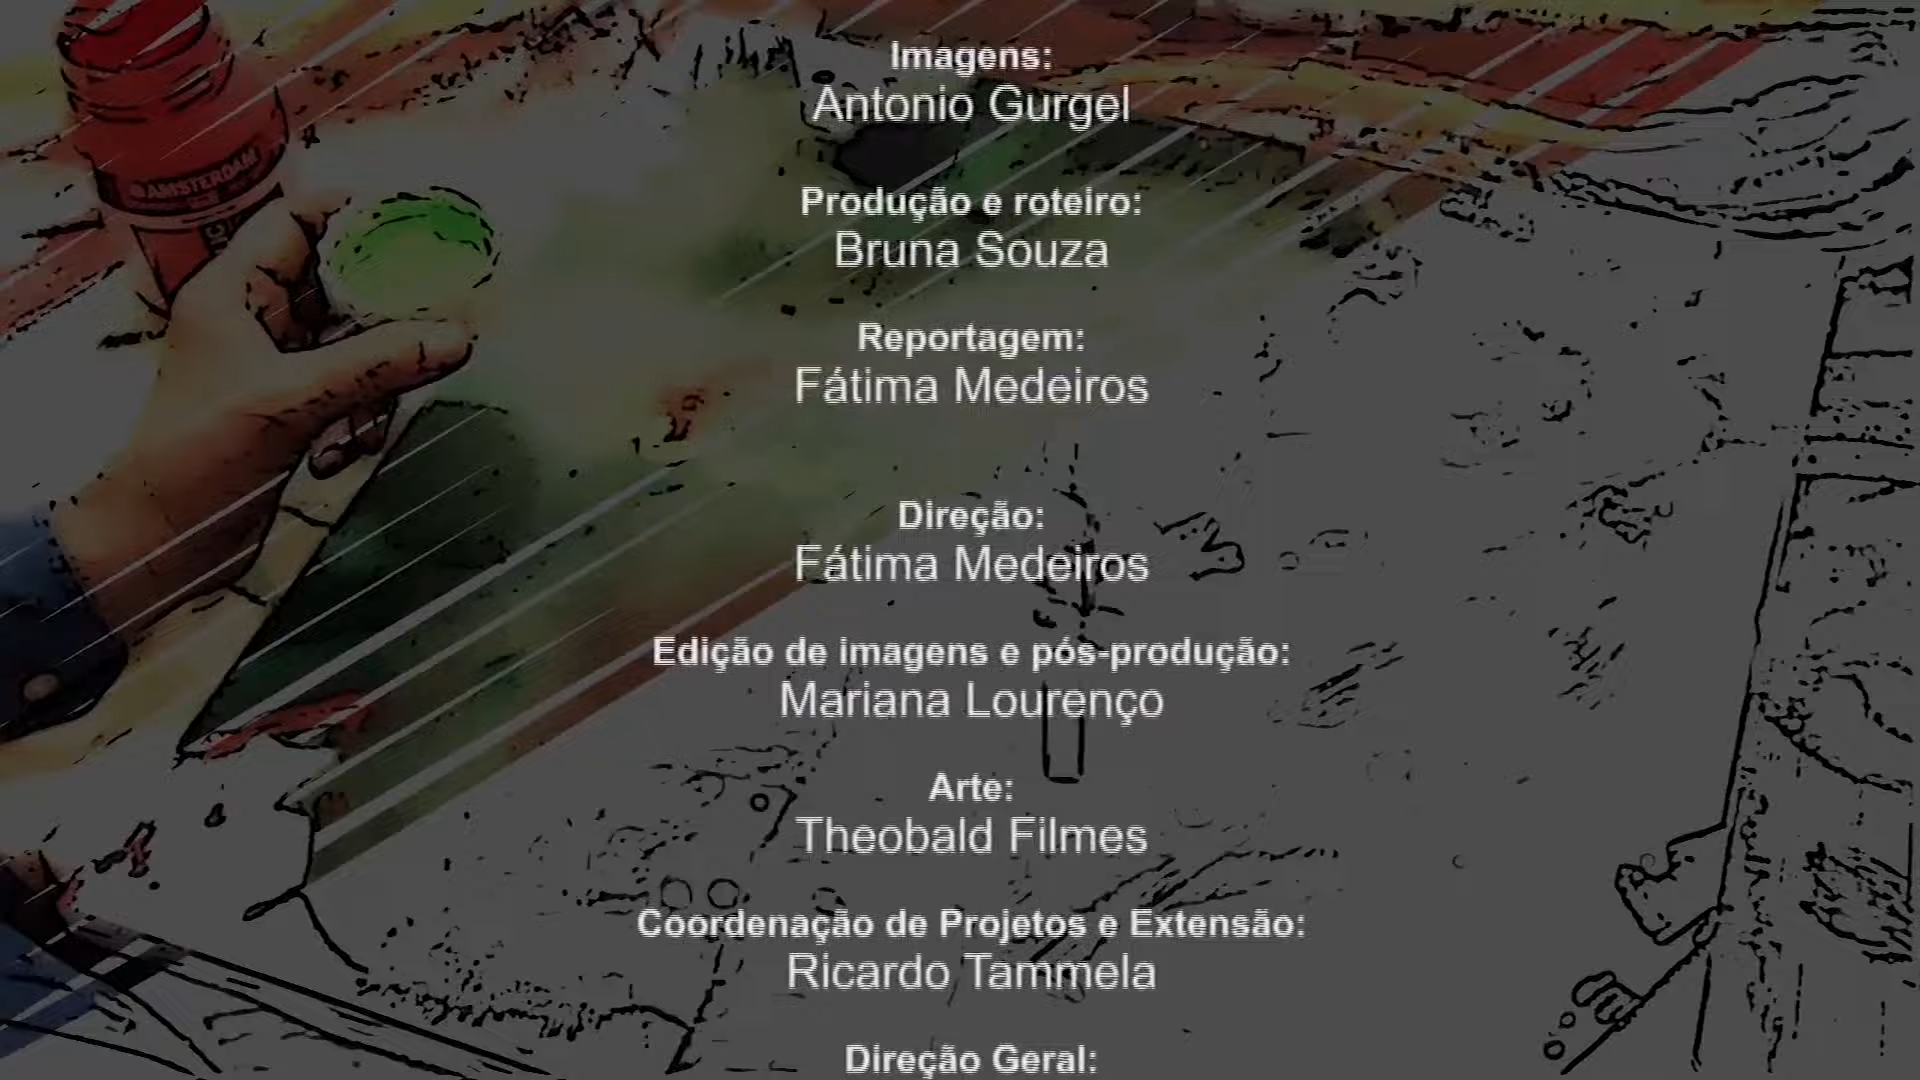 Imagens:
Antonio Gurgel
Produção e roteiro:
Bruna Souza
Reportagem:
Fátima Medeiros
Direção:
Fátima Medeiros
Edição de imagens e pós-produção:
Mariana Lourenço
Arte:
Theobald Filmes
Coordenação de Projetos e Extensão:
Ricardo Tammela
Direção Geral:
AMSTERDAM